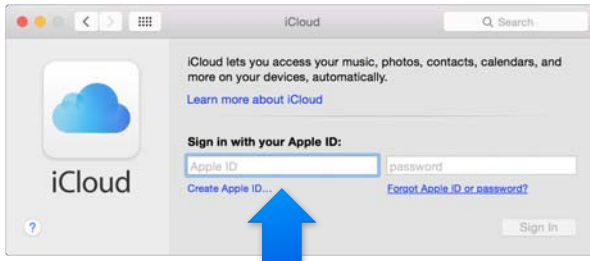 iCloud
Search
iCloud lets you access your music, photos, contacts, calendars, and
more on your devices, automatically.
Learn more about iCloud
Sign in with your Apple ID:
Apple ID
password
Create Apple ID...
Forgot Apple ID or password?
iCloud
?
Sign In